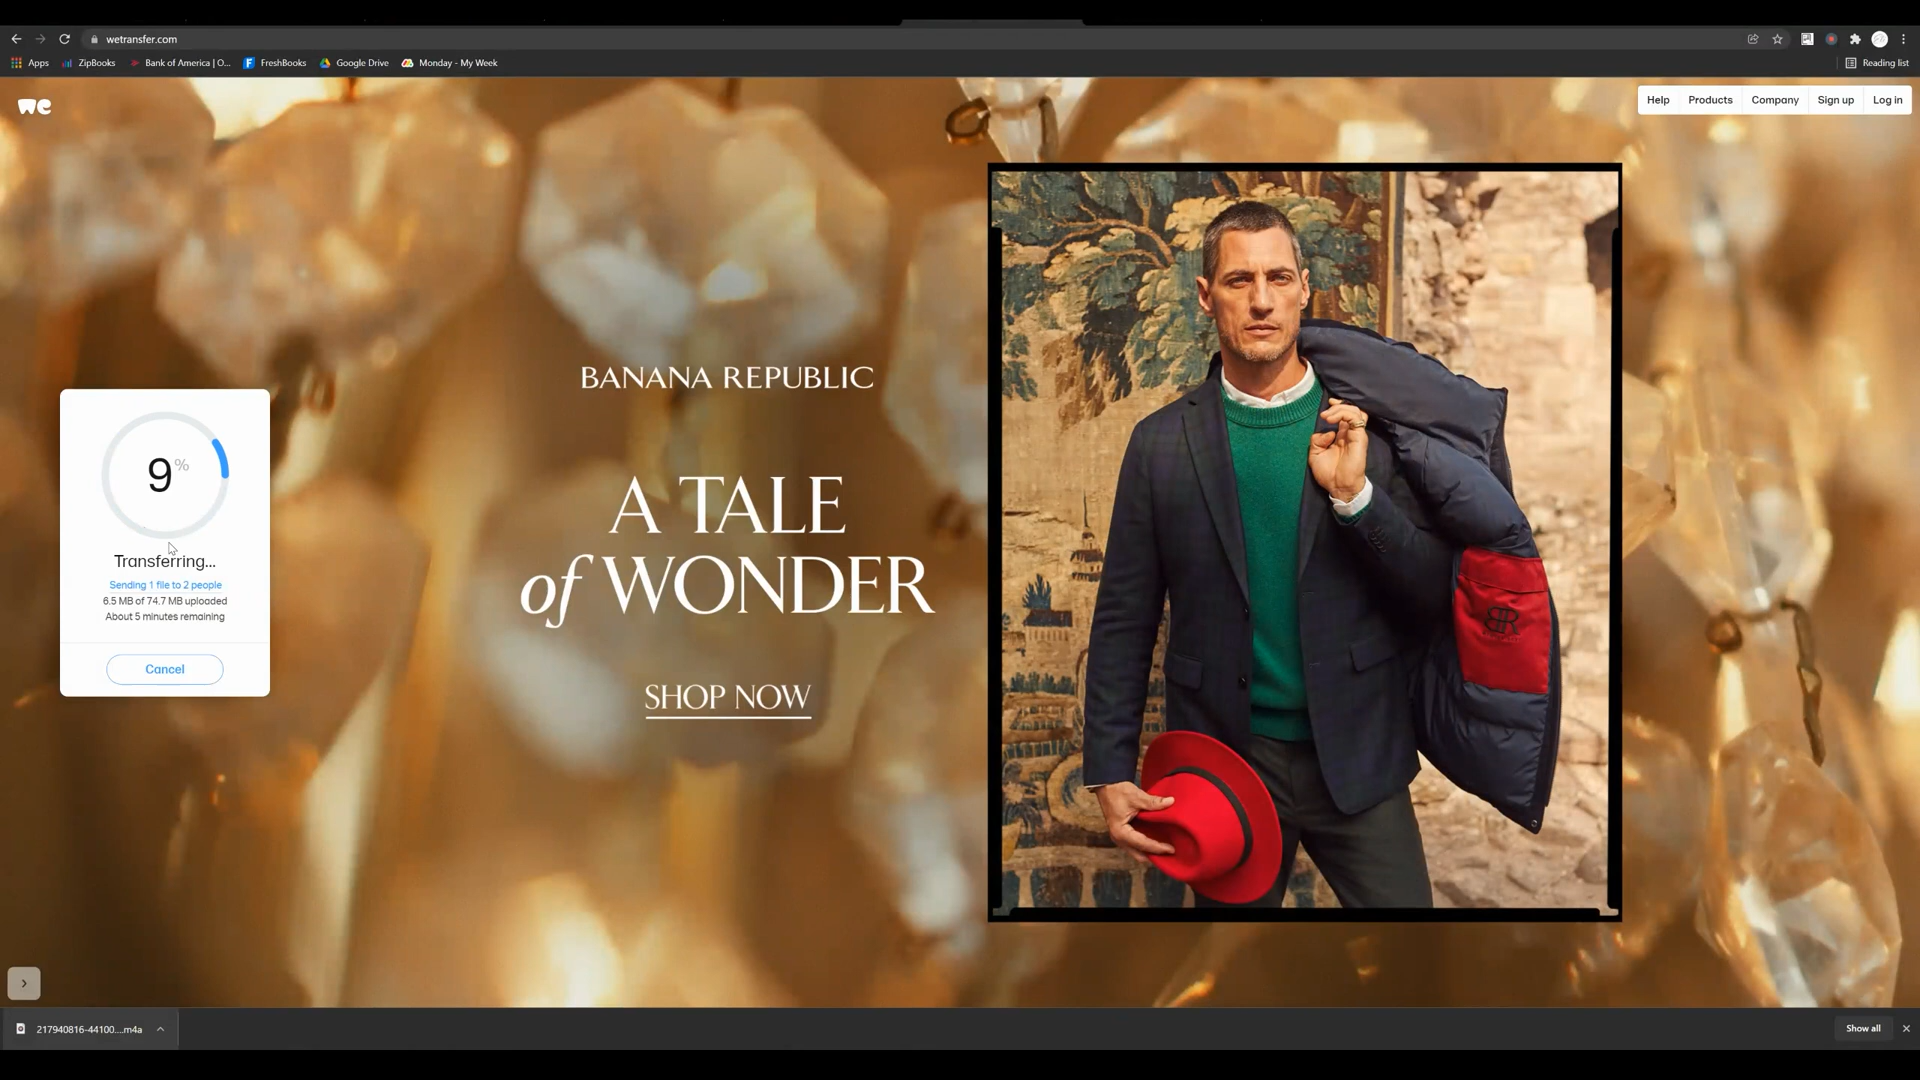 wetransfer.com
Apps
ZipBooks
Bank of America | O...
FreshBooks
Google Drive
Monday - My Week
Reading list
we
Help
Products
Company
Sign up
Log in
BANANA REPUBLIC
A TALE
of WONDER
SHOP NOW
9%
Transferring...
Sending 1 file to 2 people
6.5 MB of 74.7 MB uploaded
About 5 minutes remaining
Cancel
BR
217940816-44100....m4a
Show all